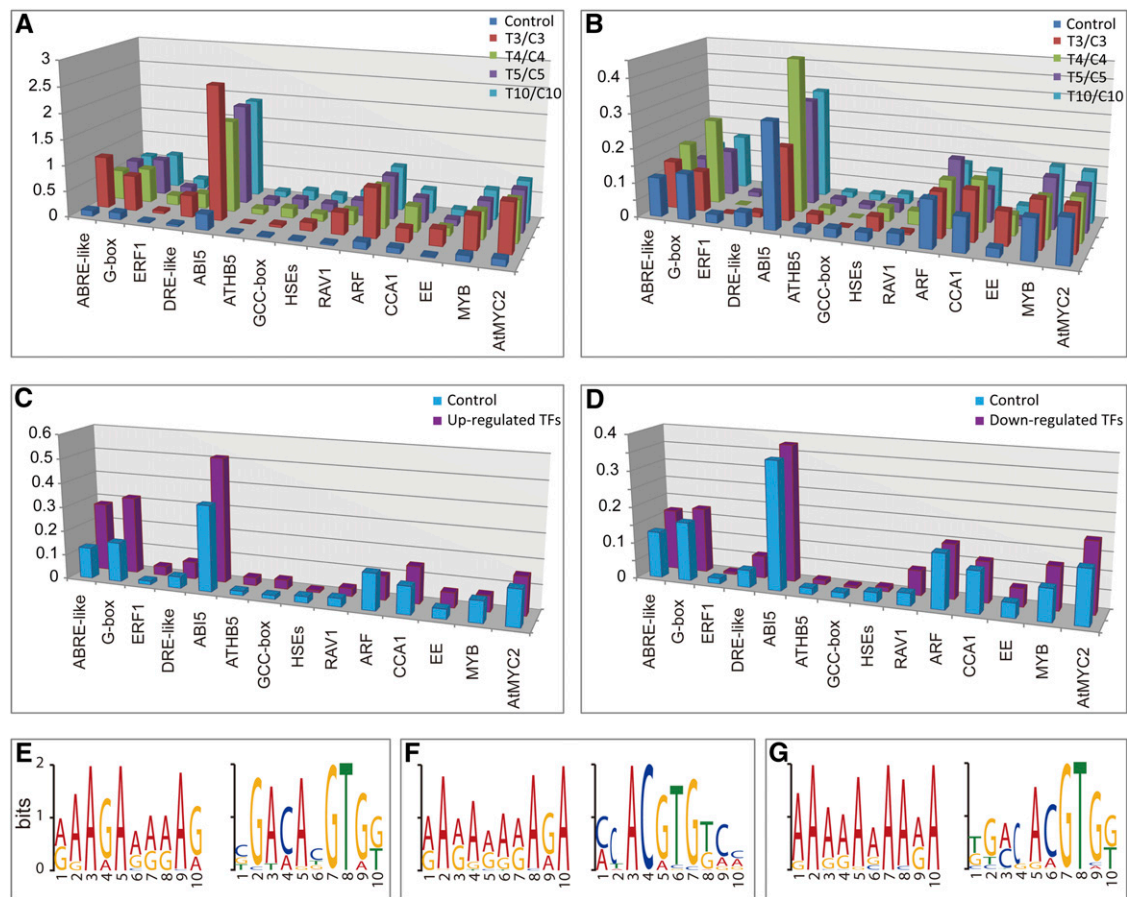 A
Control
T3/C3
T4/C4
T5/C5
T10/C10
3
2.5
2
1.5
1
0.5
0
ABRE-like
G-box
ERF1
DRE-like
ABI5
ATHB5
GCC-box
HSEs
RAV1
ARF
CCA1
EE
MYB
AtMYC2
B
Control
T3/C3
T4/C4
T5/C5
T10/C10
0.4
0.3
0.2
0.1
0
ABRE-like
G-box
ERF1
DRE-like
ABI5
ATHB5
GCC-box
HSEs
RAV1
ARF
CCA1
EE
MYB
AtMYC2
C
Control
Up-regulated TFs
0.6
0.5
0.4
0.3
0.2
0.1
0
ABRE-like
G-box
ERF1
DRE-like
ABI5
ATHB5
GCC-box
HSEs
RAV1
ARF
CCA1
EE
MYB
AtMYC2
D
Control
Down-regulated TFs
0.4
0.3
0.2
0.1
0
ABRE-like
G-box
ERF1
DRE-like
ABI5
ATHB5
GCC-box
HSEs
RAV1
ARF
CCA1
EE
MYB
AtMYC2
E
bits
2
1
0
1 2 3 4 5 6 7 8 9 10
1 2 3 4 5 6 7 8 9 10
F
1 2 3 4 5 6 7 8 9 10
1 2 3 4 5 6 7 8 9 10
G
1 2 3 4 5 6 7 8 9 10
1 2 3 4 5 6 7 8 9 10